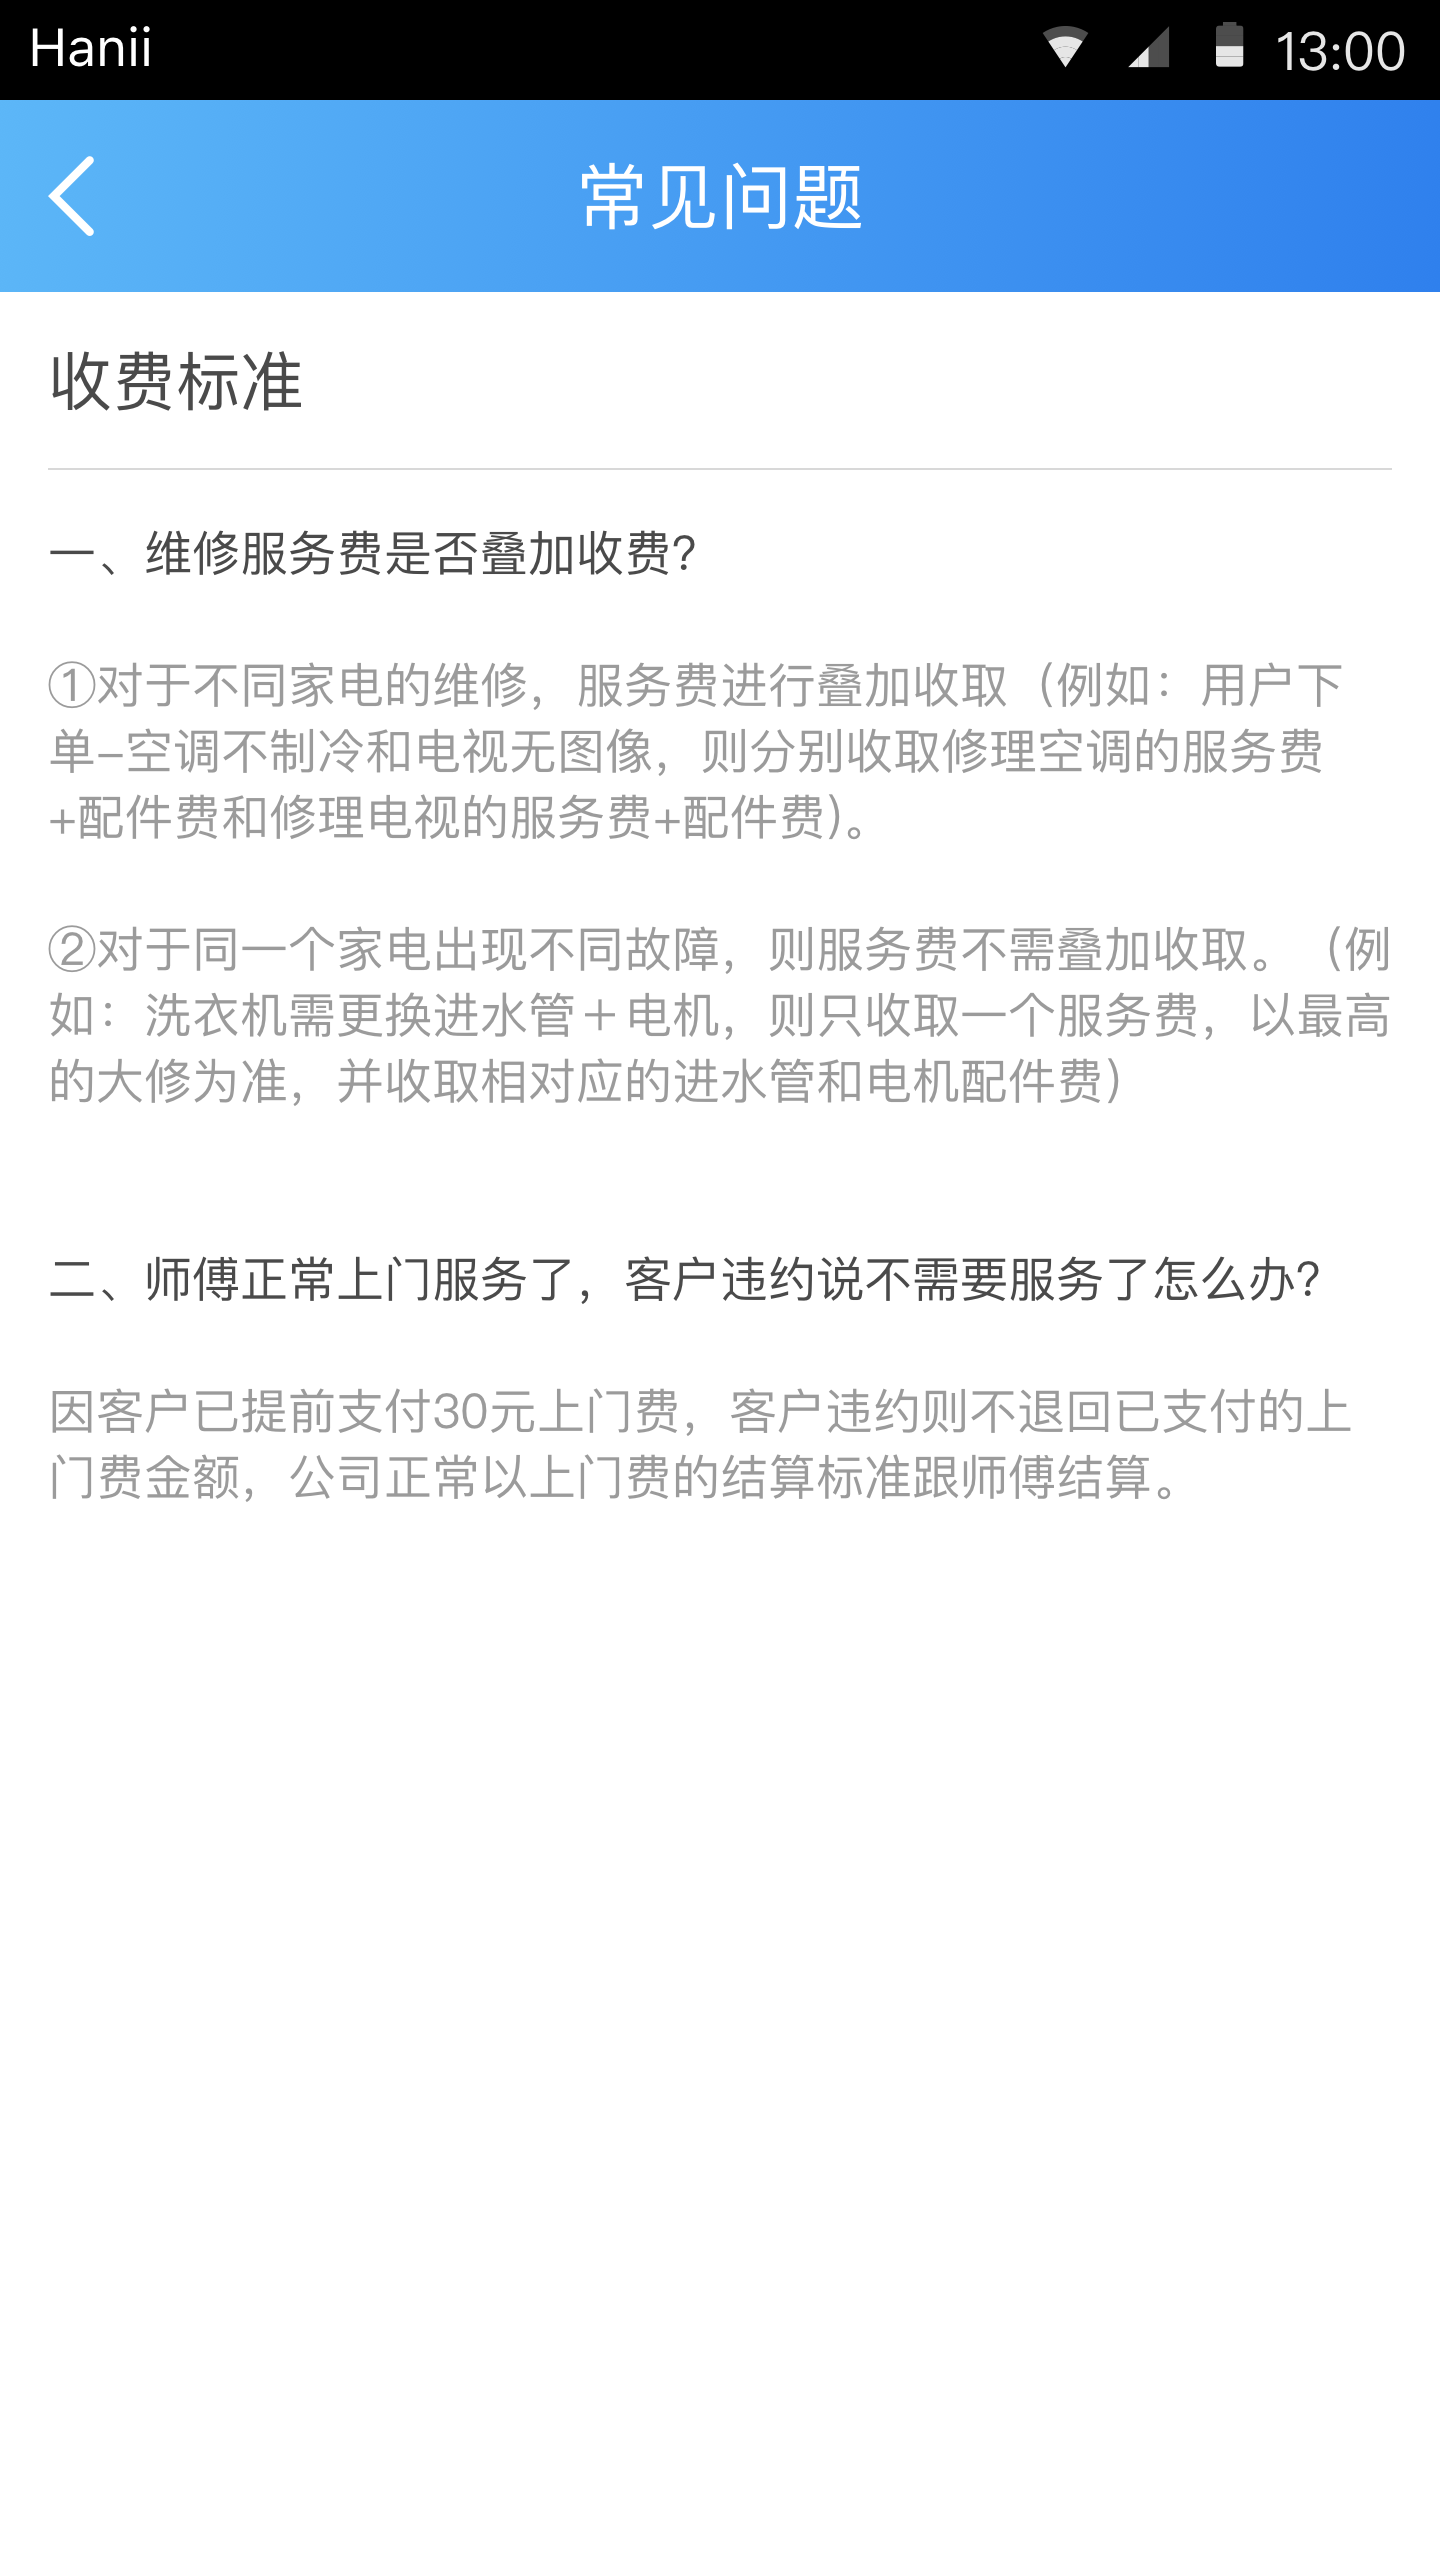 Hanii 13:00
常见问题
收费标准
一、维修服务费是否叠加收费？
①对于不同家电的维修，服务费进行叠加收取（例如：用户下
单-空调不制冷和电视无图像，则分别收取修理空调的服务费
+配件费和修理电视的服务费+配件费）。
②对于同一个家电出现不同故障，则服务费不需叠加收取。（例
如：洗衣机需更换进水管＋电机，则只收取一个服务费，以最高
的大修为准，并收取相对应的进水管和电机配件费）
二、师傅正常上门服务了，客户违约说不需要服务了怎么办？
因客户已提前支付30元上门费，客户违约则不退回已支付的上
门费金额，公司正常以上门费的结算标准跟师傅结算。